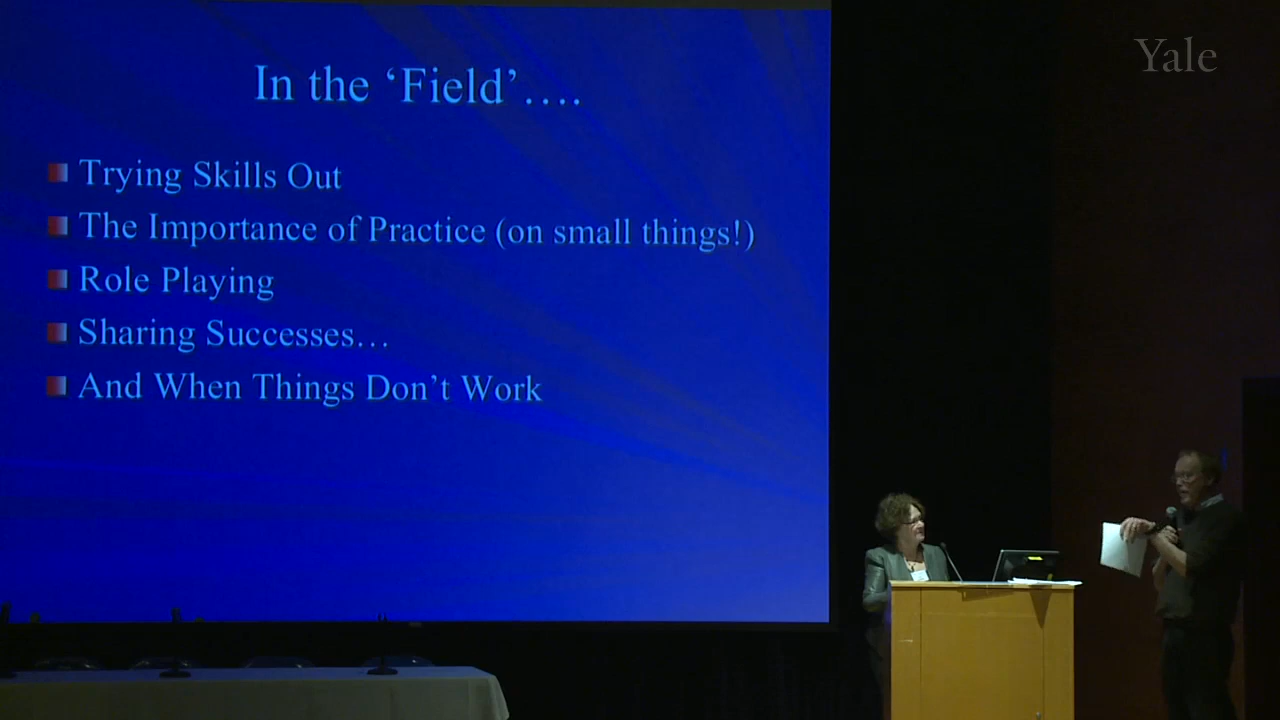 Yale
In the ‘Field’....
Trying Skills Out
The Importance of Practice (on small things!)
Role Playing
Sharing Successes…
And When Things Don’t Work